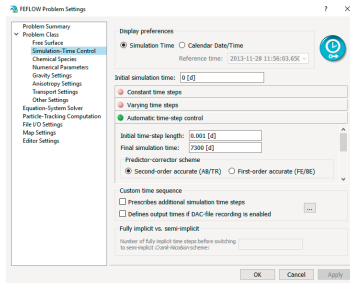 FEFLOW Problem Settings
? X
Problem Summary
Problem Class
Free Surface
Simulation-Time Control
Chemical Species
Numerical Parameters
Gravity Settings
Anisotropy Settings
Transport Settings
Other Settings
Equation-System Solver
Particle-Tracking Computation
File I/O Settings
Map Settings
Editor Settings
Display preferences
Simulation Time
Calendar Date/Time
Reference time:
2013-11-28 11:56:03.650
Initial simulation time: 0 [d]
Constant time steps
Varying time steps
Automatic time-step control
Initial time-step length: 0.001 [d]
Final simulation time: 7300 [d]
Predictor-corrector scheme
Second-order accurate (AB/TR)
First-order accurate (FE/BE)
Custom time sequence
Prescribes additional simulation time steps
...
Defines output times if DAC-file recording is enabled
Fully implicit vs. semi-implicit
Number of fully implicit time steps before switching
to semi-implicit (Crank-Nicolson-scheme)
OK
Cancel
Apply